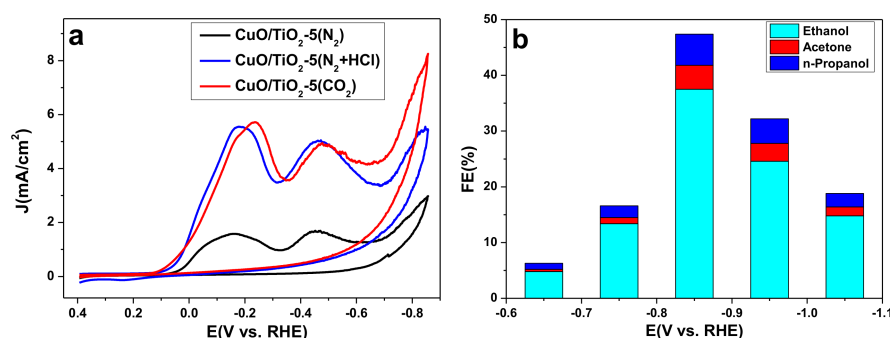 a
CuO/TiO₂-5(N₂)
CuO/TiO₂-5(N₂+HCl)
CuO/TiO₂-5(CO₂)
J(mA/cm²)
8
6
4
2
0
0.4 0.2 0.0 -0.2 -0.4 -0.6 -0.8
E(V vs. RHE)
b
Ethanol
Acetone
n-Propanol
FE(%)
50
40
30
20
10
0
-0.6 -0.7 -0.8 -0.9 -1.0 -1.1
E(V vs. RHE)